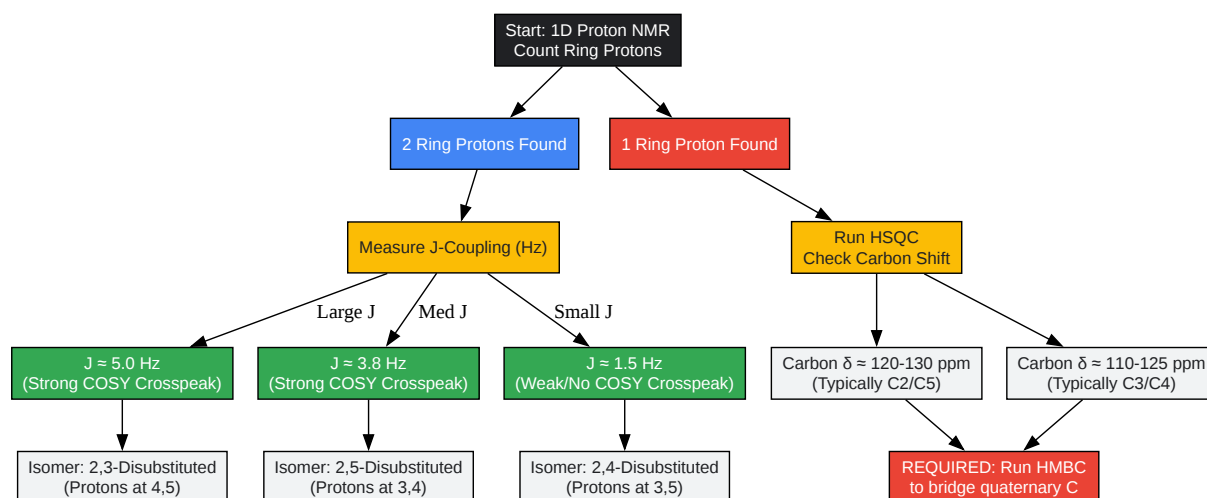 Start: 1D Proton NMR
Count Ring Protons
2 Ring Protons Found
1 Ring Proton Found
Measure J-Coupling (Hz)
Run HSQC
Check Carbon Shift
Large J
Med J
Small J
J ≈ 5.0 Hz
(Strong COSY Crosspeak)
J ≈ 3.8 Hz
(Strong COSY Crosspeak)
J ≈ 1.5 Hz
(Weak/No COSY Crosspeak)
Carbon δ ≈ 120-130 ppm
(Typically C2/C5)
Carbon δ ≈ 110-125 ppm
(Typically C3/C4)
Isomer: 2,3-Disubstituted
(Protons at 4,5)
Isomer: 2,5-Disubstituted
(Protons at 3,4)
Isomer: 2,4-Disubstituted
(Protons at 3,5)
REQUIRED: Run HMBC
to bridge quaternary C